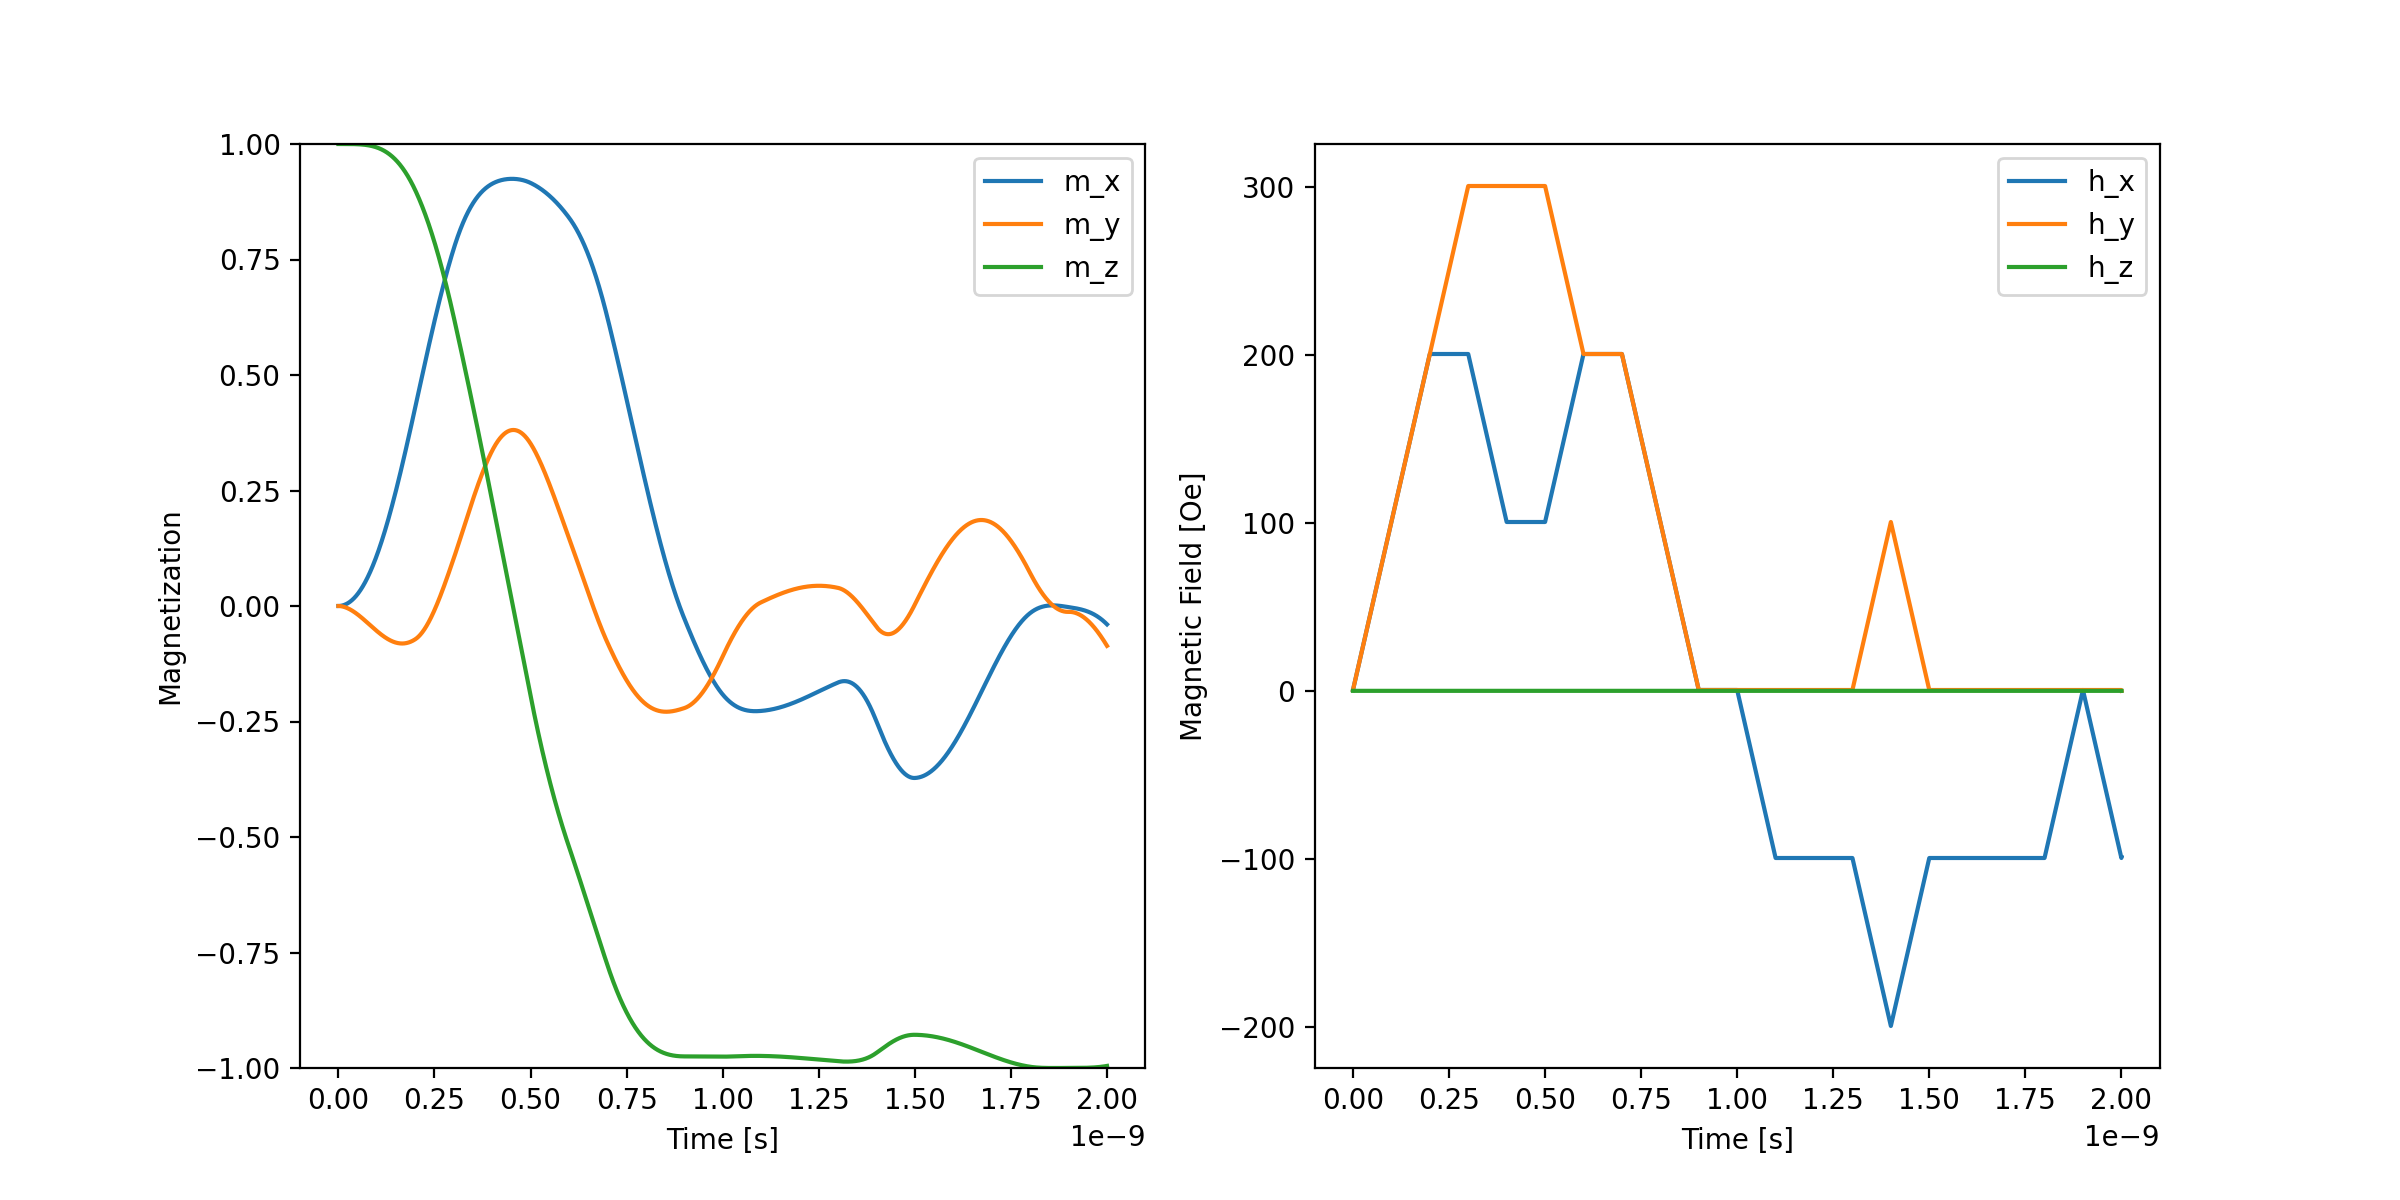 Magnetization
1.00
0.75
0.50
0.25
0.00
−0.25
−0.50
−0.75
−1.00
0.00 0.25 0.50 0.75 1.00 1.25 1.50 1.75 2.00
Time [s]
1e−9
m_x
m_y
m_z
Magnetic Field [Oe]
300
200
100
0
−100
−200
0.00 0.25 0.50 0.75 1.00 1.25 1.50 1.75 2.00
Time [s]
1e−9
h_x
h_y
h_z